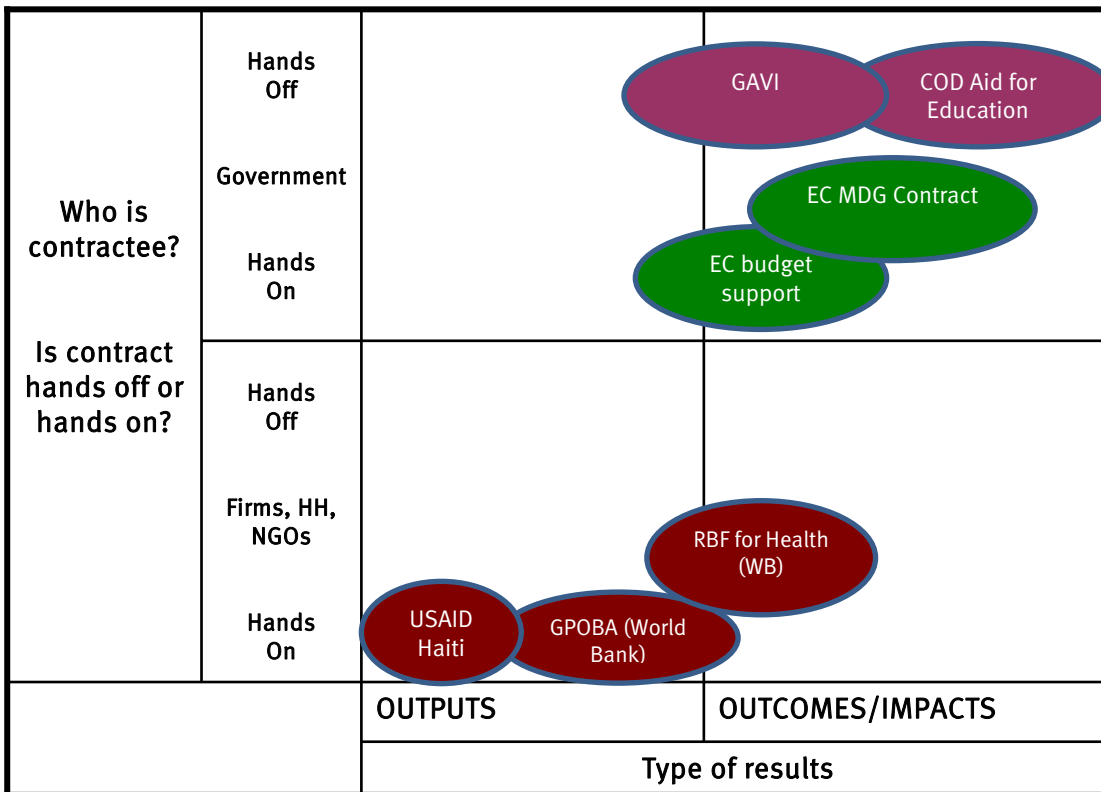 Who is
contractee?
Is contract
hands off or
hands on?
Hands
Off
Government
Hands
On
Hands
Off
Firms, HH,
NGOs
Hands
On
GAVI
COD Aid for
Education
EC MDG Contract
EC budget
support
RBF for Health
(WB)
USAID
Haiti
GPOBA (World
Bank)
OUTPUTS
OUTCOMES/IMPACTS
Type of results